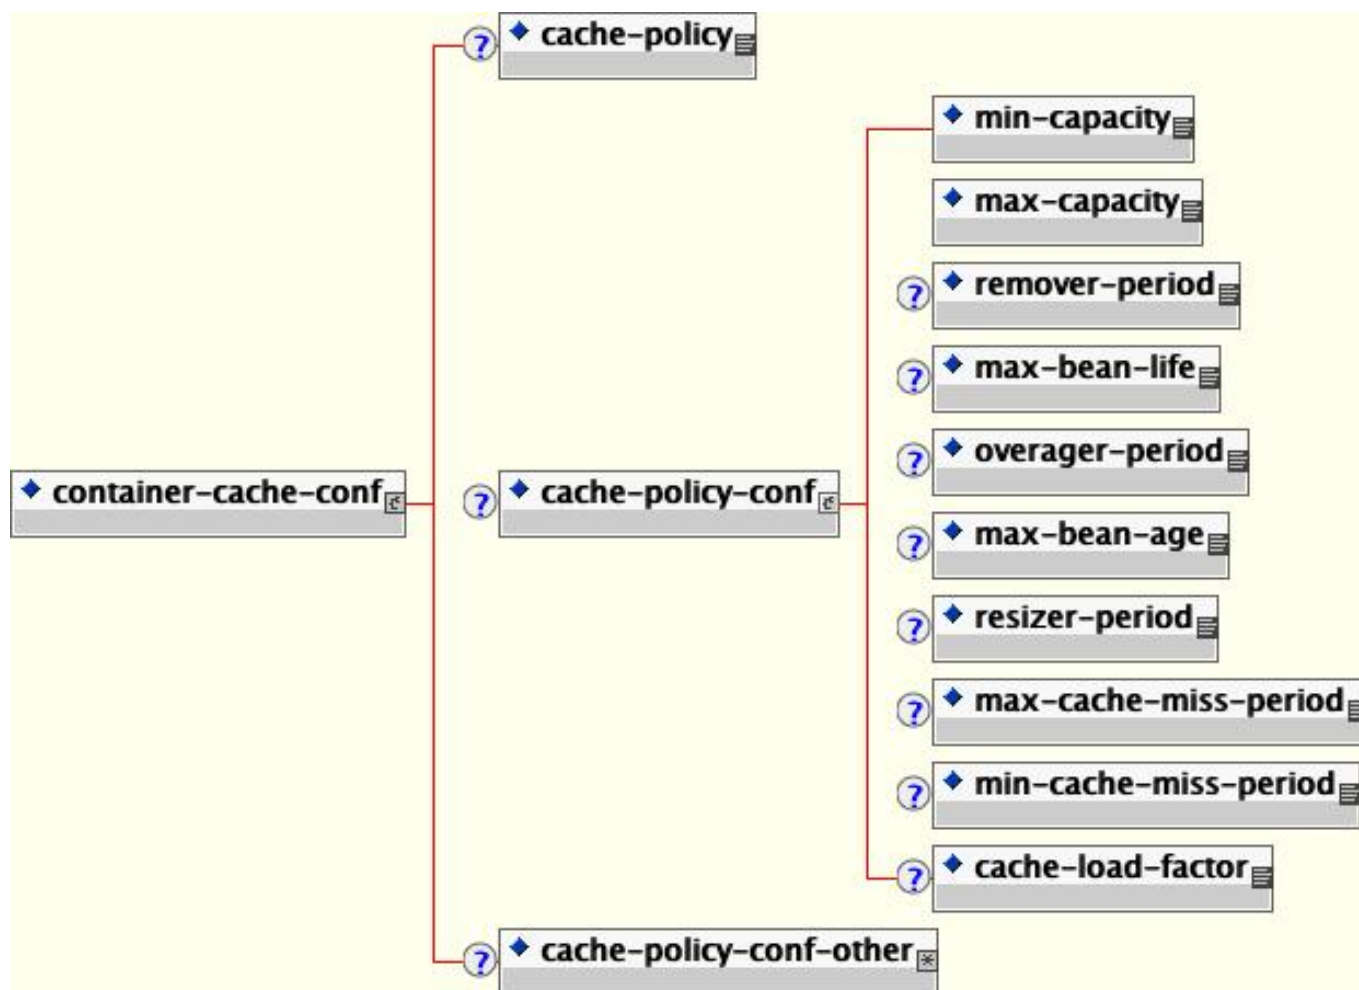 cache-policy
min-capacity
max-capacity
? remover-period
? max-bean-life
? overager-period
container-cache-conf
? cache-policy-conf
? max-bean-age
? resizer-period
? max-cache-miss-period
? min-cache-miss-period
? cache-load-factor
? cache-policy-conf-other